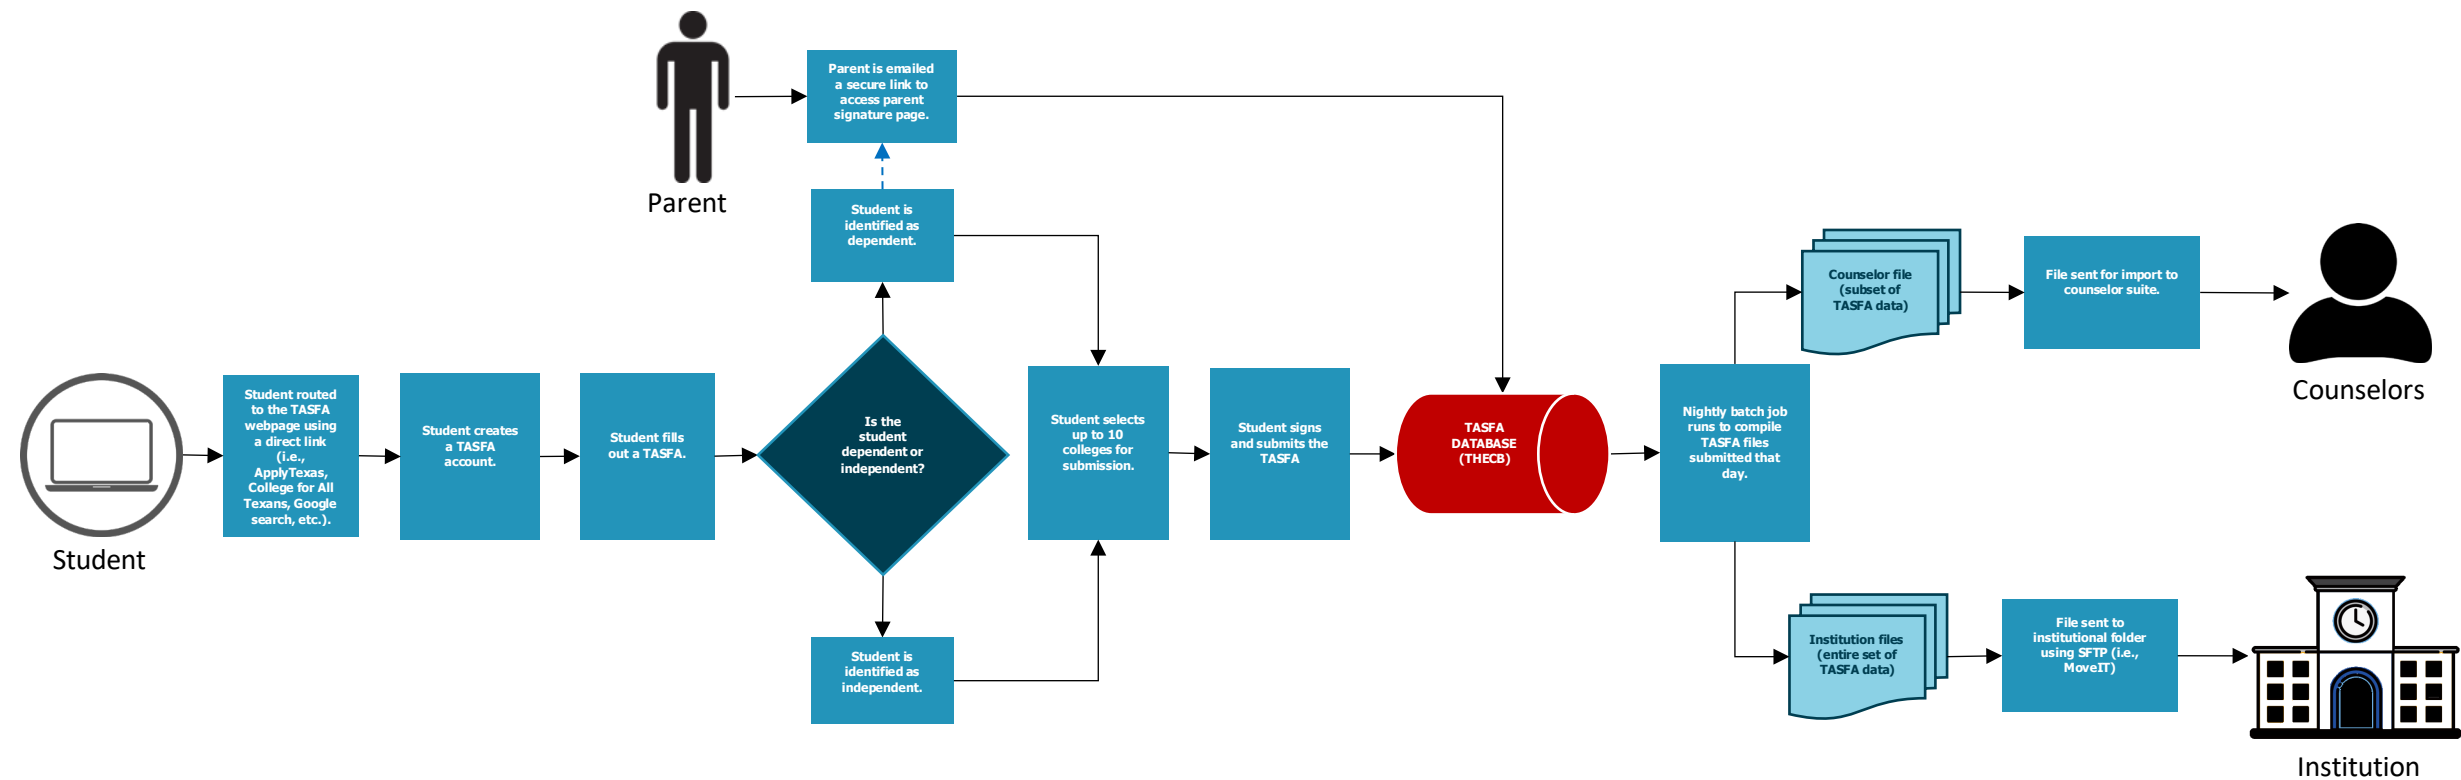 Parent is emailed
a secure link to
access parent
signature page.
Parent
Student is
identified as
dependent.
Student
Student routed
to the TASFA
webpage using
a direct link
(i.e.,
ApplyTexas,
College for All
Texans, Google
search, etc.).
Student creates
a TASFA
account.
Student fills
out a TASFA.
Is the
student
dependent or
independent?
Student is
identified as
independent.
Student selects
up to 10
colleges for
submission.
Student signs
and submits the
TASFA
TASFA
DATABASE
(THECB)
Nightly batch job
runs to compile
TASFA files
submitted that
day.
Counselor file
(subset of
TASFA data)
File sent for import to
counselor suite.
Counselors
Institution files
(entire set of
TASFA data)
File sent to
institutional folder
using SFTP (i.e.,
MoveIT)
Institution